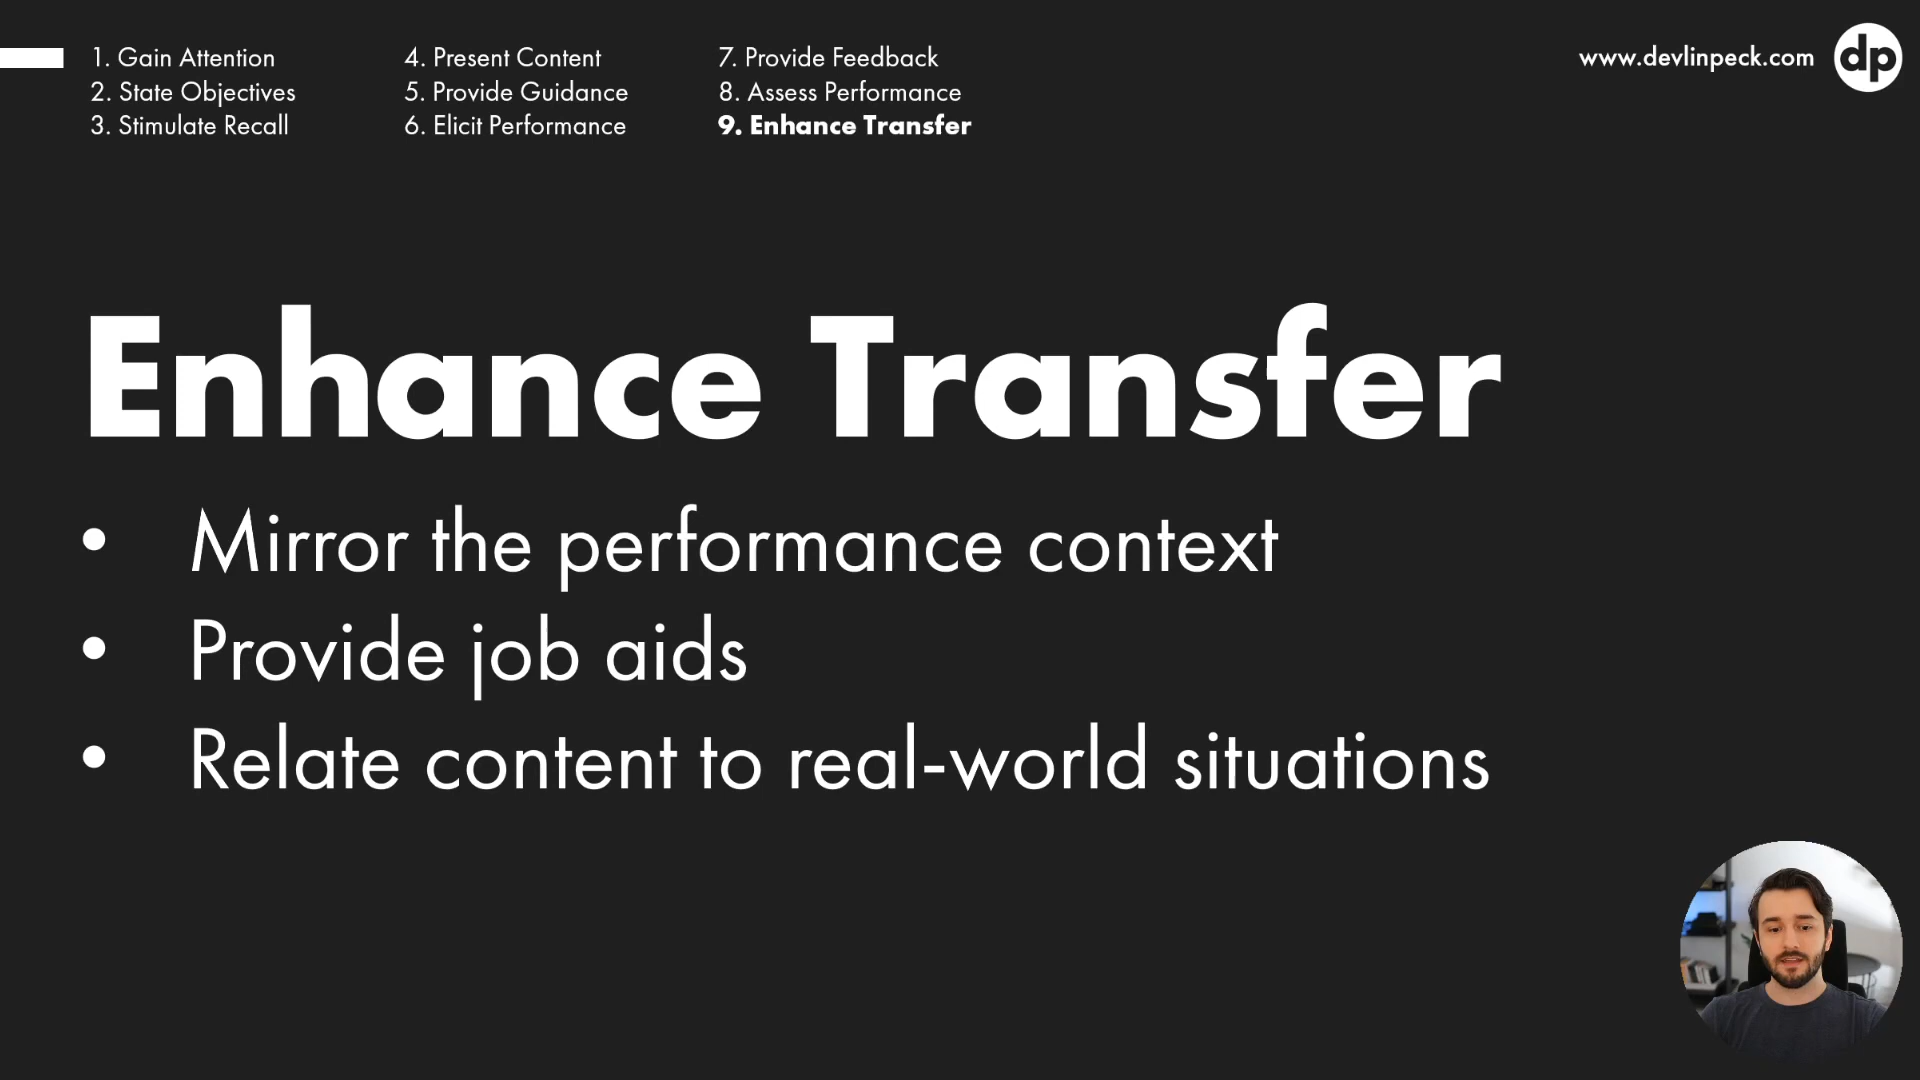 1. Gain Attention
2. State Objectives
3. Stimulate Recall
4. Present Content
5. Provide Guidance
6. Elicit Performance
7. Provide Feedback
8. Assess Performance
9. Enhance Transfer
www.devlinpeck.com
dp
Enhance Transfer
• Mirror the performance context
• Provide job aids
• Relate content to real-world situations